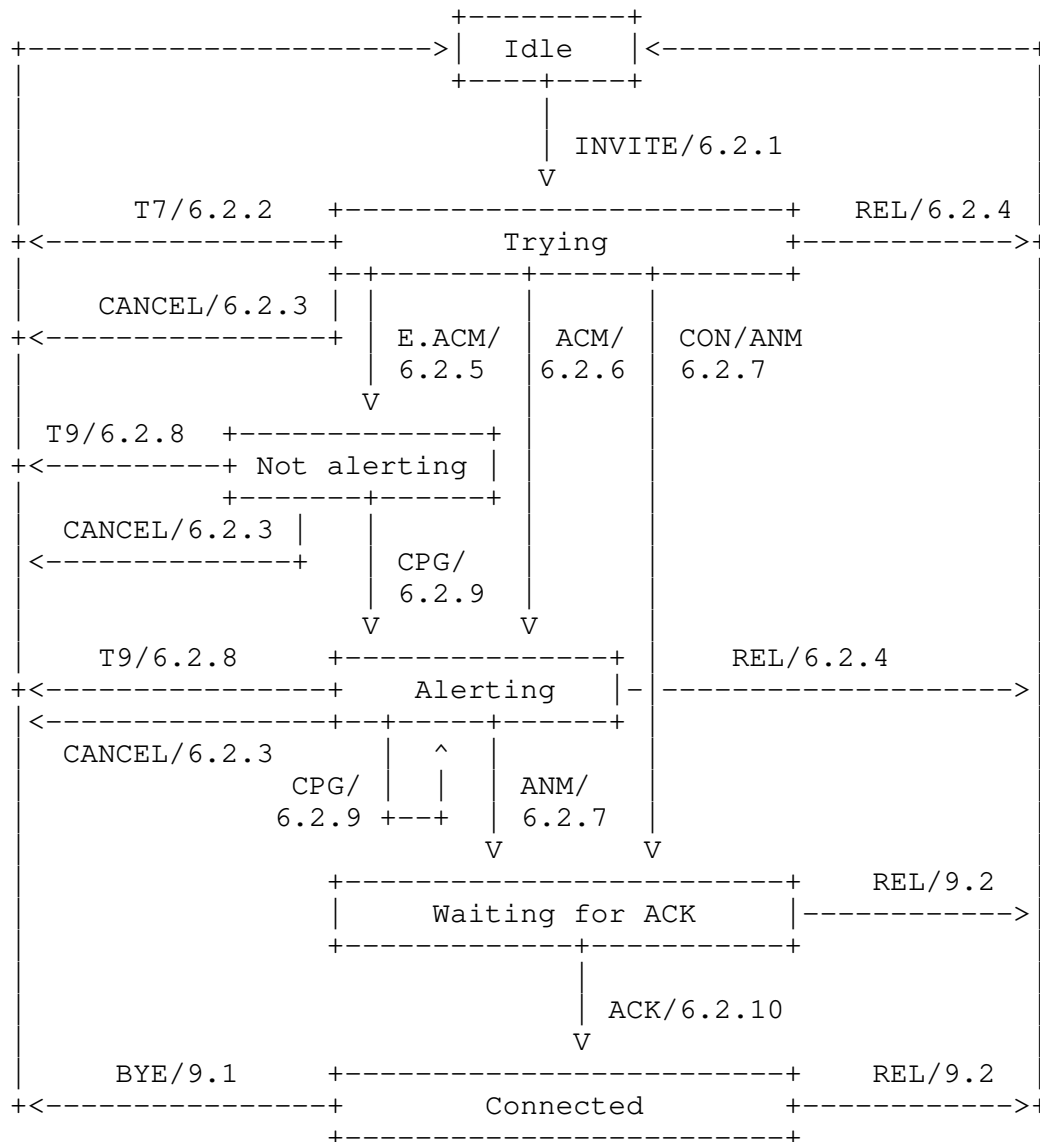 Idle
INVITE/6.2.1
T7/6.2.2 REL/6.2.4
Trying
CANCEL/6.2.3
E.ACM/ ACM/ CON/ANM
6.2.5 6.2.6 6.2.7
T9/6.2.8
Not alerting
CANCEL/6.2.3
CPG/
6.2.9
T9/6.2.8 REL/6.2.4
Alerting
CANCEL/6.2.3
CPG/ ANM/
6.2.9 6.2.7
REL/9.2
Waiting for ACK
ACK/6.2.10
BYE/9.1 REL/9.2
Connected